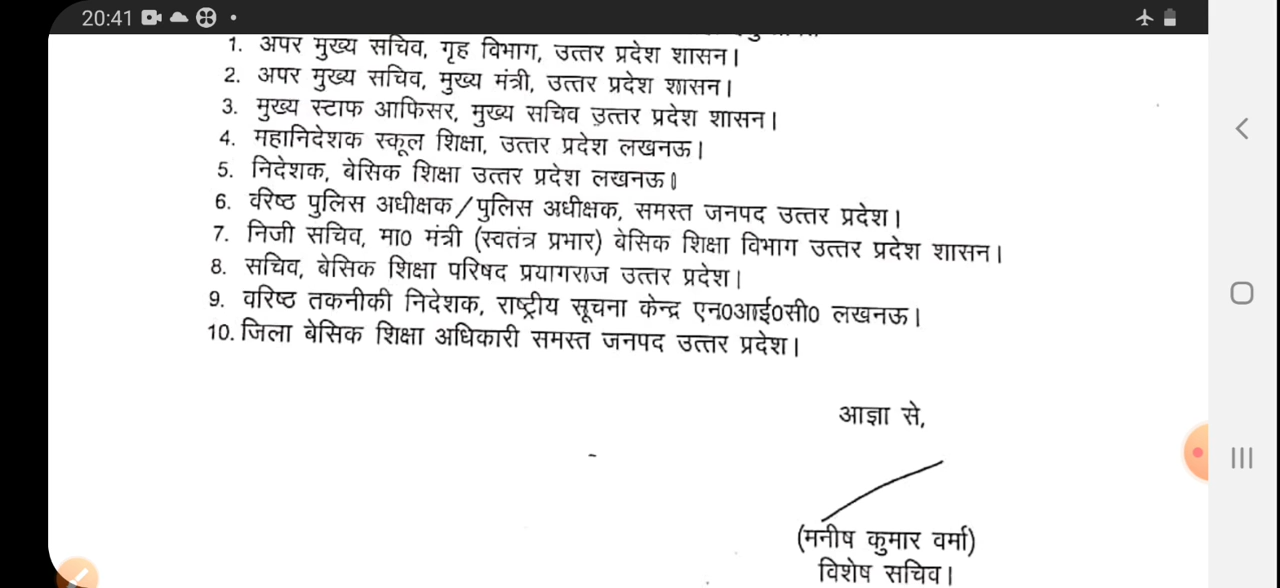 20:41
1. अपर मुख्य सचिव, गृह विभाग, उत्तर प्रदेश शासन।
2. अपर मुख्य सचिव, मुख्य मंत्री, उत्तर प्रदेश शासन।
3. मुख्य स्टाफ आफिसर, मुख्य सचिव उत्तर प्रदेश शासन।
4. महानिदेशक स्कूल शिक्षा, उत्तर प्रदेश लखनऊ।
5. निदेशक, बेसिक शिक्षा उत्तर प्रदेश लखनऊ।
6. वरिष्ठ पुलिस अधीक्षक/पुलिस अधीक्षक, समस्त जनपद उत्तर प्रदेश।
7. निजी सचिव, मा0 मंत्री (स्वतंत्र प्रभार) बेसिक शिक्षा विभाग उत्तर प्रदेश शासन।
8. सचिव, बेसिक शिक्षा परिषद प्रयागराज उत्तर प्रदेश।
9. वरिष्ठ तकनीकी निदेशक, राष्ट्रीय सूचना केन्द्र एन0आई0सी0 लखनऊ।
10. जिला बेसिक शिक्षा अधिकारी समस्त जनपद उत्तर प्रदेश।
आज्ञा से,
(मनीष कुमार वर्मा)
विशेष सचिव।